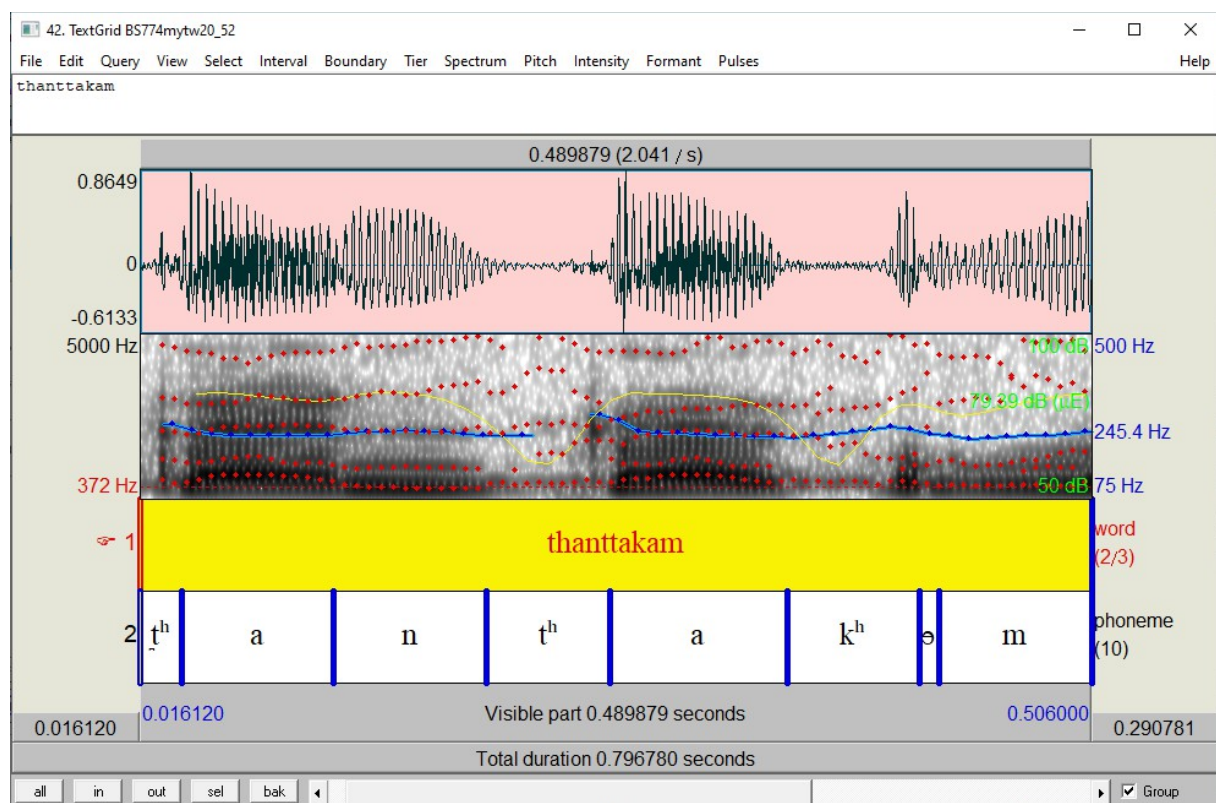 42. TextGrid BS774mytw20_52
File Edit Query View Select Interval Boundary Tier Spectrum Pitch Intensity Formant Pulses Help
thanttakam
0.489879 (2.041 / s)
0.8649
0
-0.6133
5000 Hz 100 dB 500 Hz
79.39 dB (µE)
245.4 Hz
372 Hz 50 dB 75 Hz
☞ 1 thanttakam word
(2/3)
2 t̪ʰ a n tʰ a kʰ ɘ m phoneme
(10)
0.016120 Visible part 0.489879 seconds 0.506000
0.016120 0.290781
Total duration 0.796780 seconds
all in out sel bak Group